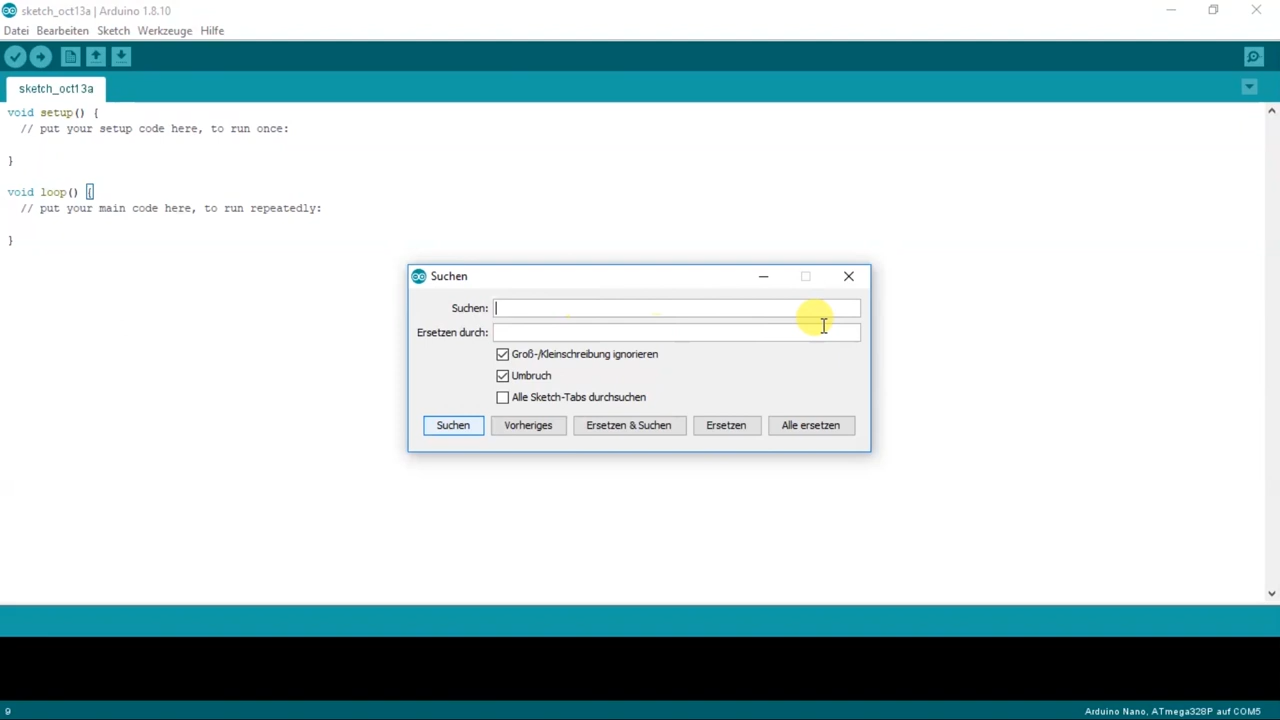 sketch_oct13a | Arduino 1.8.10
Datei Bearbeiten Sketch Werkzeuge Hilfe
sketch_oct13a
void setup() {
// put your setup code here, to run once:
}
void loop() {
// put your main code here, to run repeatedly:
}
Suchen
Suchen:
Ersetzen durch:
Groß-/Kleinschreibung ignorieren
Umbruch
Alle Sketch-Tabs durchsuchen
Suchen Vorheriges Ersetzen & Suchen Ersetzen Alle ersetzen
9 Arduino Nano, ATmega328P auf COM5